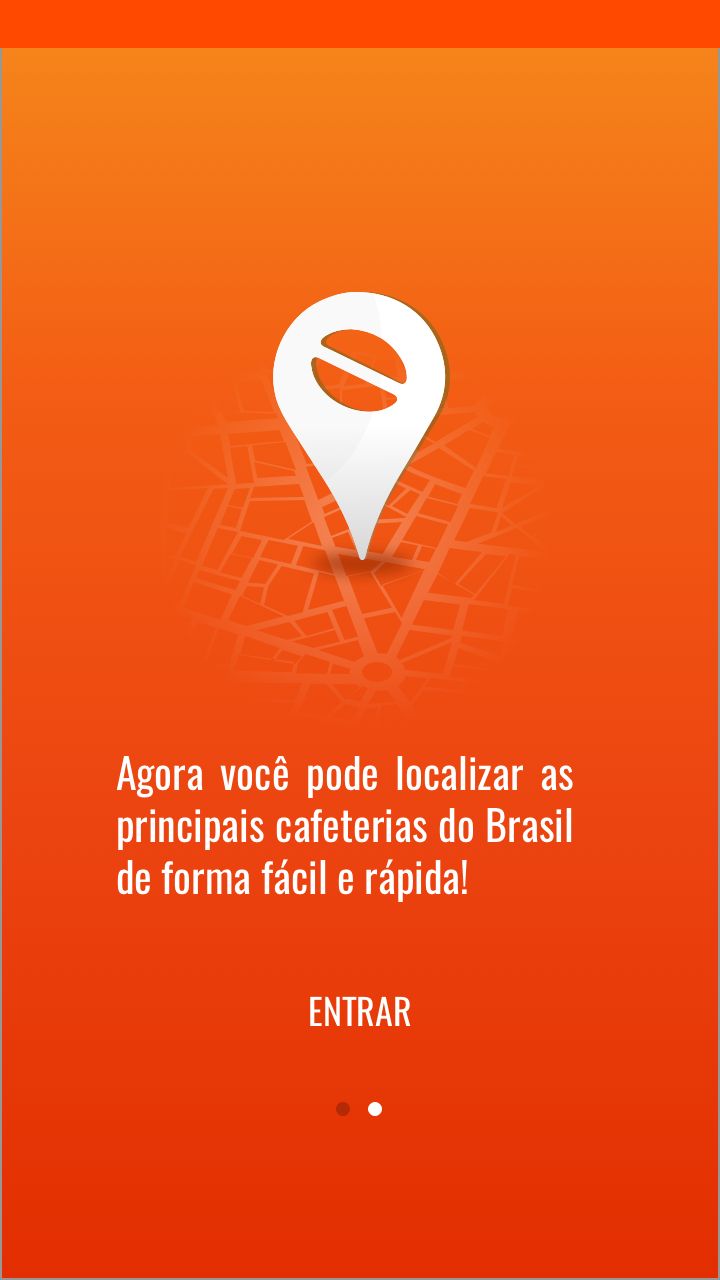 Agora você pode localizar as
principais cafeterias do Brasil
de forma fácil e rápida!
ENTRAR